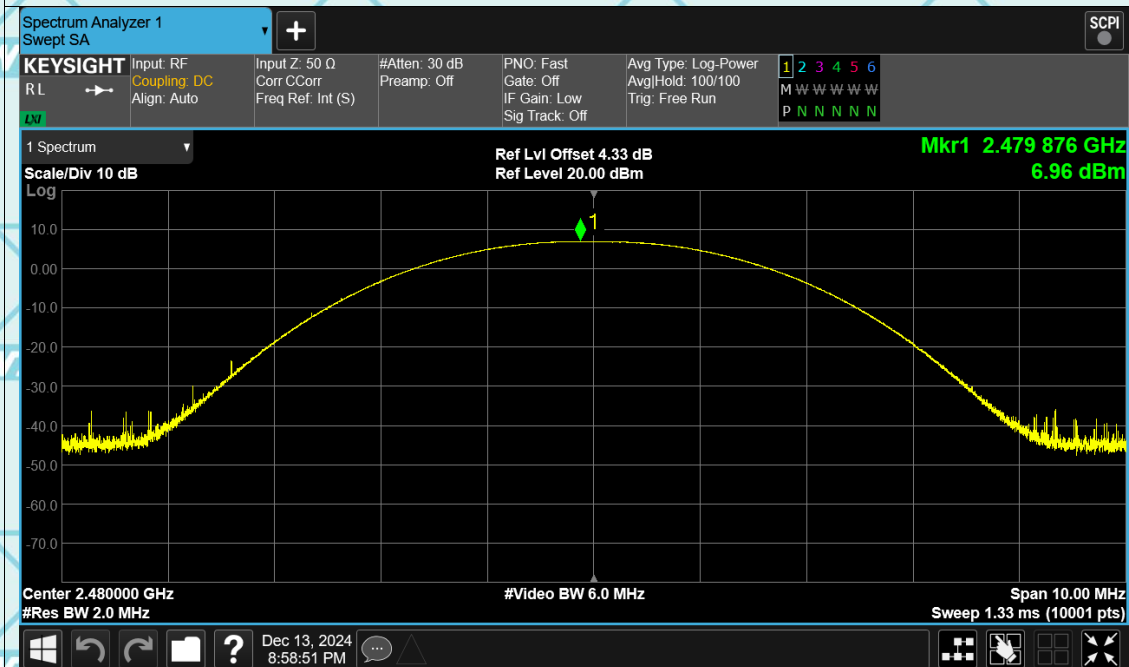 Spectrum Analyzer 1
Swept SA
+
SCPI
KEYSIGHT
RL
LXI
Input: RF
Coupling: DC
Align: Auto
Input Z: 50 Ω
Corr CCorr
Freq Ref: Int (S)
#Atten: 30 dB
Preamp: Off
PNO: Fast
Gate: Off
IF Gain: Low
Sig Track: Off
Avg Type: Log-Power
Avg|Hold: 100/100
Trig: Free Run
1 2 3 4 5 6
M W W W W W
P N N N N N
1 Spectrum
Scale/Div 10 dB
Log
Ref Lvl Offset 4.33 dB
Ref Level 20.00 dBm
Mkr1 2.479 876 GHz
6.96 dBm
1
10.0
0.00
-10.0
-20.0
-30.0
-40.0
-50.0
-60.0
-70.0
Center 2.480000 GHz
#Res BW 2.0 MHz
#Video BW 6.0 MHz
Span 10.00 MHz
Sweep 1.33 ms (10001 pts)
?
Dec 13, 2024
8:58:51 PM